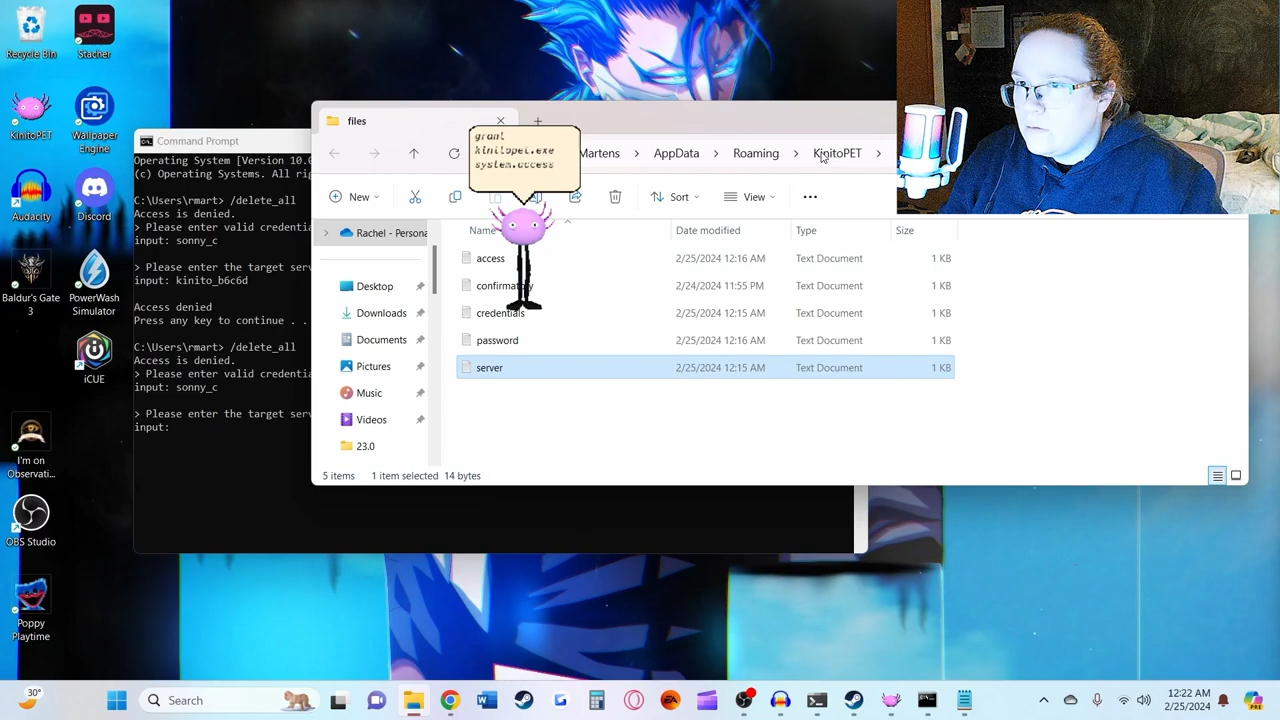 Recycle Bin
Stacher
KinitoPET
Wallpaper
Engine
Audacity
Discord
Baldur's Gate
3
PowerWash
Simulator
iCUE
I'm on
Observati...
OBS Studio
Poppy
Playtime
Command Prompt
Operating System [Version 10.0
(c) Operating Systems. All rig
C:\Users\rmart> /delete_all
Access is denied.
> Please enter valid credentia
input: sonny_c
> Please enter the target serv
input: kinito_b6c6d
Access denied
Press any key to continue . .
C:\Users\rmart> /delete_all
Access is denied.
> Please enter valid credentia
input: sonny_c
> Please enter the target serv
input:
files
grant
kinitopet.exe
system.access
Martens > AppData > Roaming > KinitoPET >
New
Sort
View
Rachel - Persona
Desktop
Downloads
Documents
Pictures
Music
Videos
23.0
Name Date modified Type Size
access 2/25/2024 12:16 AM Text Document 1 KB
confirmato 2/24/2024 11:55 PM Text Document 1 KB
credentials 2/25/2024 12:15 AM Text Document 1 KB
password 2/25/2024 12:16 AM Text Document 1 KB
server 2/25/2024 12:15 AM Text Document 1 KB
5 items 1 item selected 14 bytes
30°
Search
12:22 AM
2/25/2024